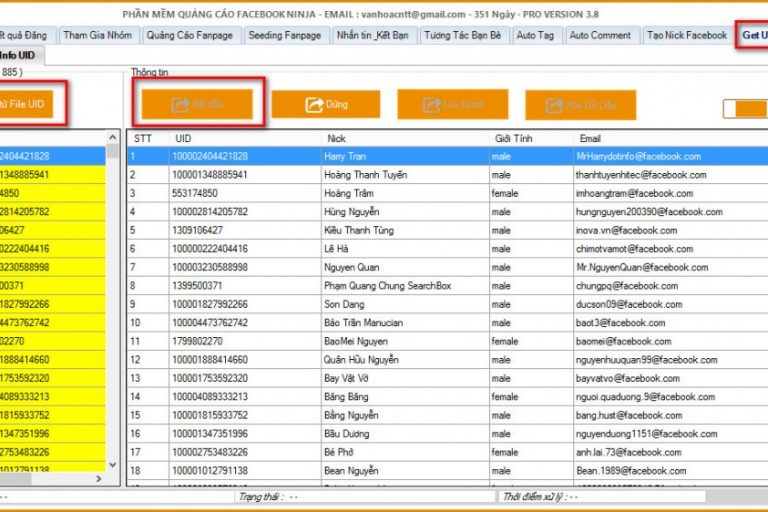 PHẦN MỀM QUẢNG CÁO FACEBOOK NINJA - EMAIL : vanhoacntt@gmail.com - 351 Ngày - PRO VERSION 3.8
ết quả Đăng Tham Gia Nhóm Quảng Cáo Fanpage Seeding Fanpage Nhắn tin _Kết Bạn Tương Tác Bạn Bè Auto Tag Auto Comment Tạo Nick Facebook Get U
Info UID
885 ) Thông tin
từ File UID Bắt đầu Dừng Lưu Excel Xóa Dữ Liệu
STT UID Nick Giới Tính Email
2404421828 1 100002404421828 Harry Tran male MrHarrydotinfo@facebook.com
1348885941 2 100001348885941 Hoàng Thanh Tuyến male thanhtuyenhitec@facebook.com
4850 3 553174850 Hoàng Trâm female imhoangtram@facebook.com
2814205782 4 100002814205782 Hùng Nguyễn male hungnguyen200390@facebook.com
06427 5 1309106427 Kiều Thanh Tùng male inova.vn@facebook.com
0222404416 6 100000222404416 Lê Hà male chimotvamot@facebook.com
3230588998 7 100003230588998 Nguyen Quan male Mr.NguyenQuan@facebook.com
00371 8 1399500371 Phạm Quang Chung SearchBox male chungpq@facebook.com
1827992266 9 100001827992266 Son Dang male ducson09@facebook.com
4473762742 10 100004473762742 Bảo Trần Manucian male baot3@facebook.com
02270 11 1799802270 BaoMei Nguyen female baomei@facebook.com
1888414660 12 100001888414660 Quân Hữu Nguyễn male nguyenhuuquan99@facebook.com
1753592320 13 100001753592320 Bay Vật Vờ male bayvatvo@facebook.com
4089333213 14 100004089333213 Băng Băng female nguoi.quaduong.9@facebook.com
1815933752 15 100001815933752 Bằng Nguyễn male bang.hust@facebook.com
1347351996 16 100001347351996 Bầu Dương male nguyenduong1151@facebook.com
2753483226 17 100002753483226 Bé Phở female anh.lai.73@facebook.com
1012791138 18 100001012791138 Bean Nguyễn male Bean.1989@facebook.com
-- Trạng thái : -- Thời điểm xử lý : --